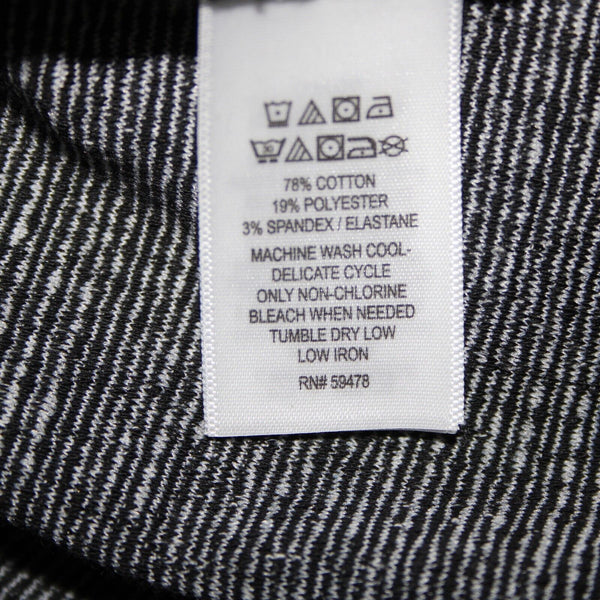 78% COTTON
19% POLYESTER
3% SPANDEX / ELASTANE
MACHINE WASH COOL-
DELICATE CYCLE
ONLY NON-CHLORINE
BLEACH WHEN NEEDED
TUMBLE DRY LOW
LOW IRON
RN# 59478